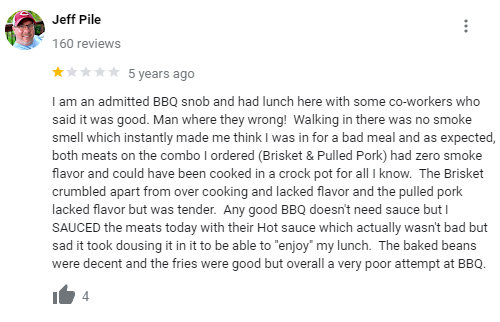 Jeff Pile
160 reviews
5 years ago
I am an admitted BBQ snob and had lunch here with some co-workers who
said it was good. Man where they wrong!  Walking in there was no smoke
smell which instantly made me think I was in for a bad meal and as expected,
both meats on the combo I ordered (Brisket & Pulled Pork) had zero smoke
flavor and could have been cooked in a crock pot for all I know.  The Brisket
crumbled apart from over cooking and lacked flavor and the pulled pork
lacked flavor but was tender.  Any good BBQ doesn't need sauce but I
SAUCED the meats today with their Hot sauce which actually wasn't bad but
sad it took dousing it in it to be able to "enjoy" my lunch.  The baked beans
were decent and the fries were good but overall a very poor attempt at BBQ.
4